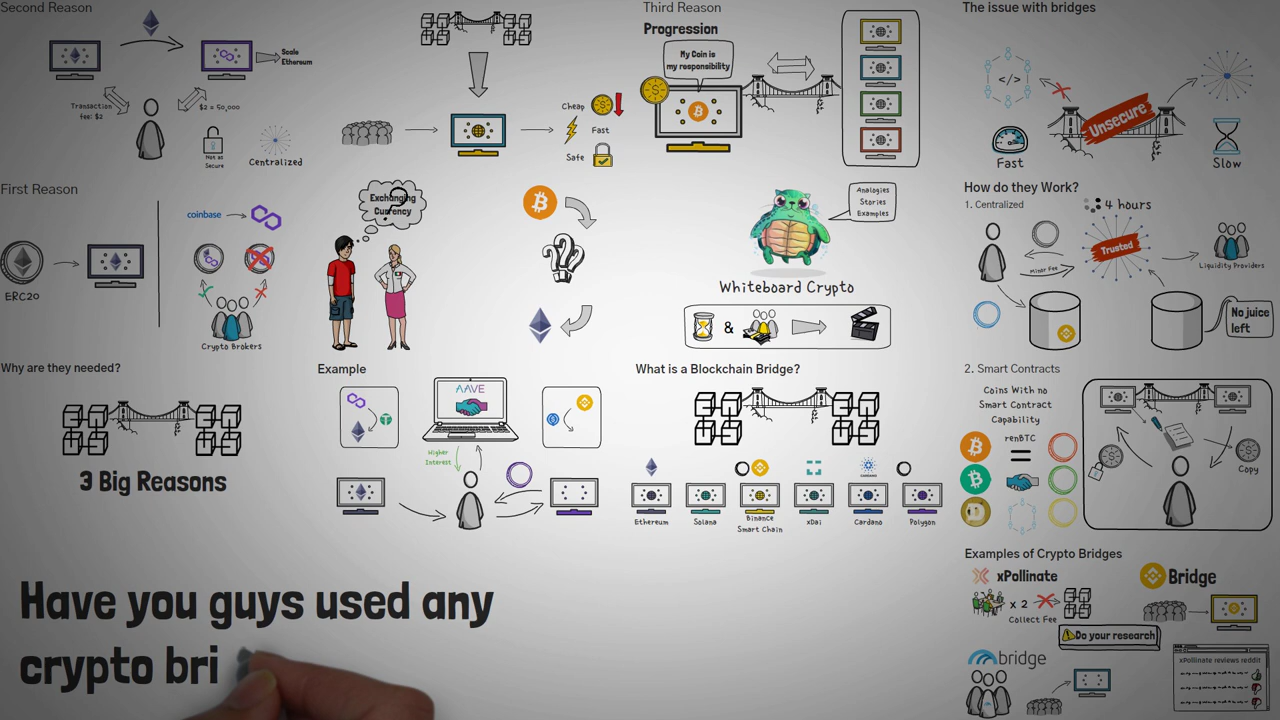 Second Reason
Scale
Ethereum
Transaction
fee: $2
$2 = 50,000
Not as
Secure
Centralized
Cheap
Fast
Safe
Third Reason
Progression
My Coin is
my responsibility
The issue with bridges
</>
Unsecure
Fast
Slow
First Reason
ERC20
coinbase
Crypto Brokers
Exchanging
Currency
?
??
Analogies
Stories
Examples
Whiteboard Crypto
&
How do they Work?
1. Centralized
4 hours
Trusted
Minor Fee
Liquidity Providers
No juice
left
Why are they needed?
3 Big Reasons
Example
AAVE
Higher
Interest
What is a Blockchain Bridge?
CARDANO
Ethereum
Solana
Binance
Smart Chain
xDai
Cardano
Polygon
2. Smart Contracts
Coins With no
Smart Contract
Capability
renBTC
=
Copy
Examples of Crypto Bridges
xPollinate
x 2
Collect Fee
Bridge
Do your research
bridge
xPollinate reviews reddit
Have you guys used any
crypto bri